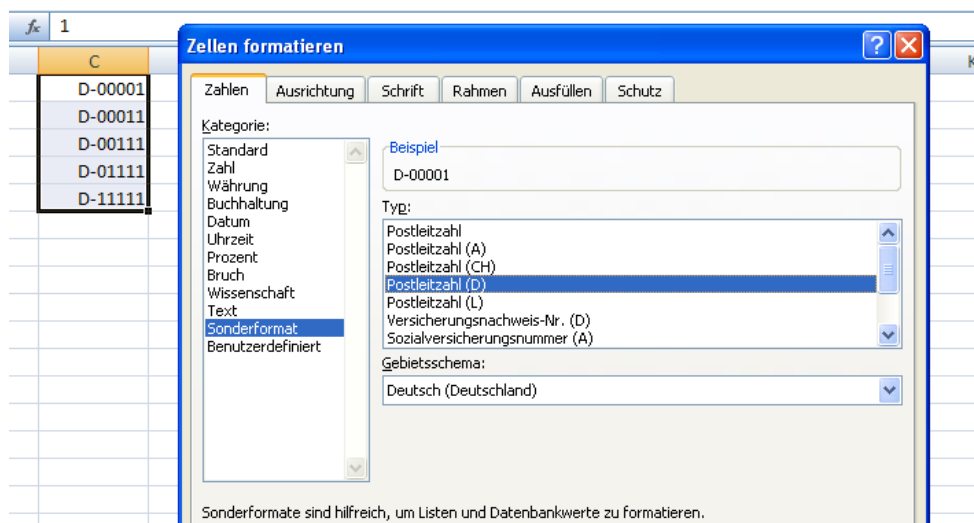 fx 1
C
K
D-00001
D-00011
D-00111
D-01111
D-11111
Zellen formatieren
Zahlen Ausrichtung Schrift Rahmen Ausfüllen Schutz
Kategorie:
Standard
Zahl
Währung
Buchhaltung
Datum
Uhrzeit
Prozent
Bruch
Wissenschaft
Text
Sonderformat
Benutzerdefiniert
Beispiel
D-00001
Typ:
Postleitzahl
Postleitzahl (A)
Postleitzahl (CH)
Postleitzahl (D)
Postleitzahl (L)
Versicherungsnachweis-Nr. (D)
Sozialversicherungsnummer (A)
Gebietsschema:
Deutsch (Deutschland)
Sonderformate sind hilfreich, um Listen und Datenbankwerte zu formatieren.